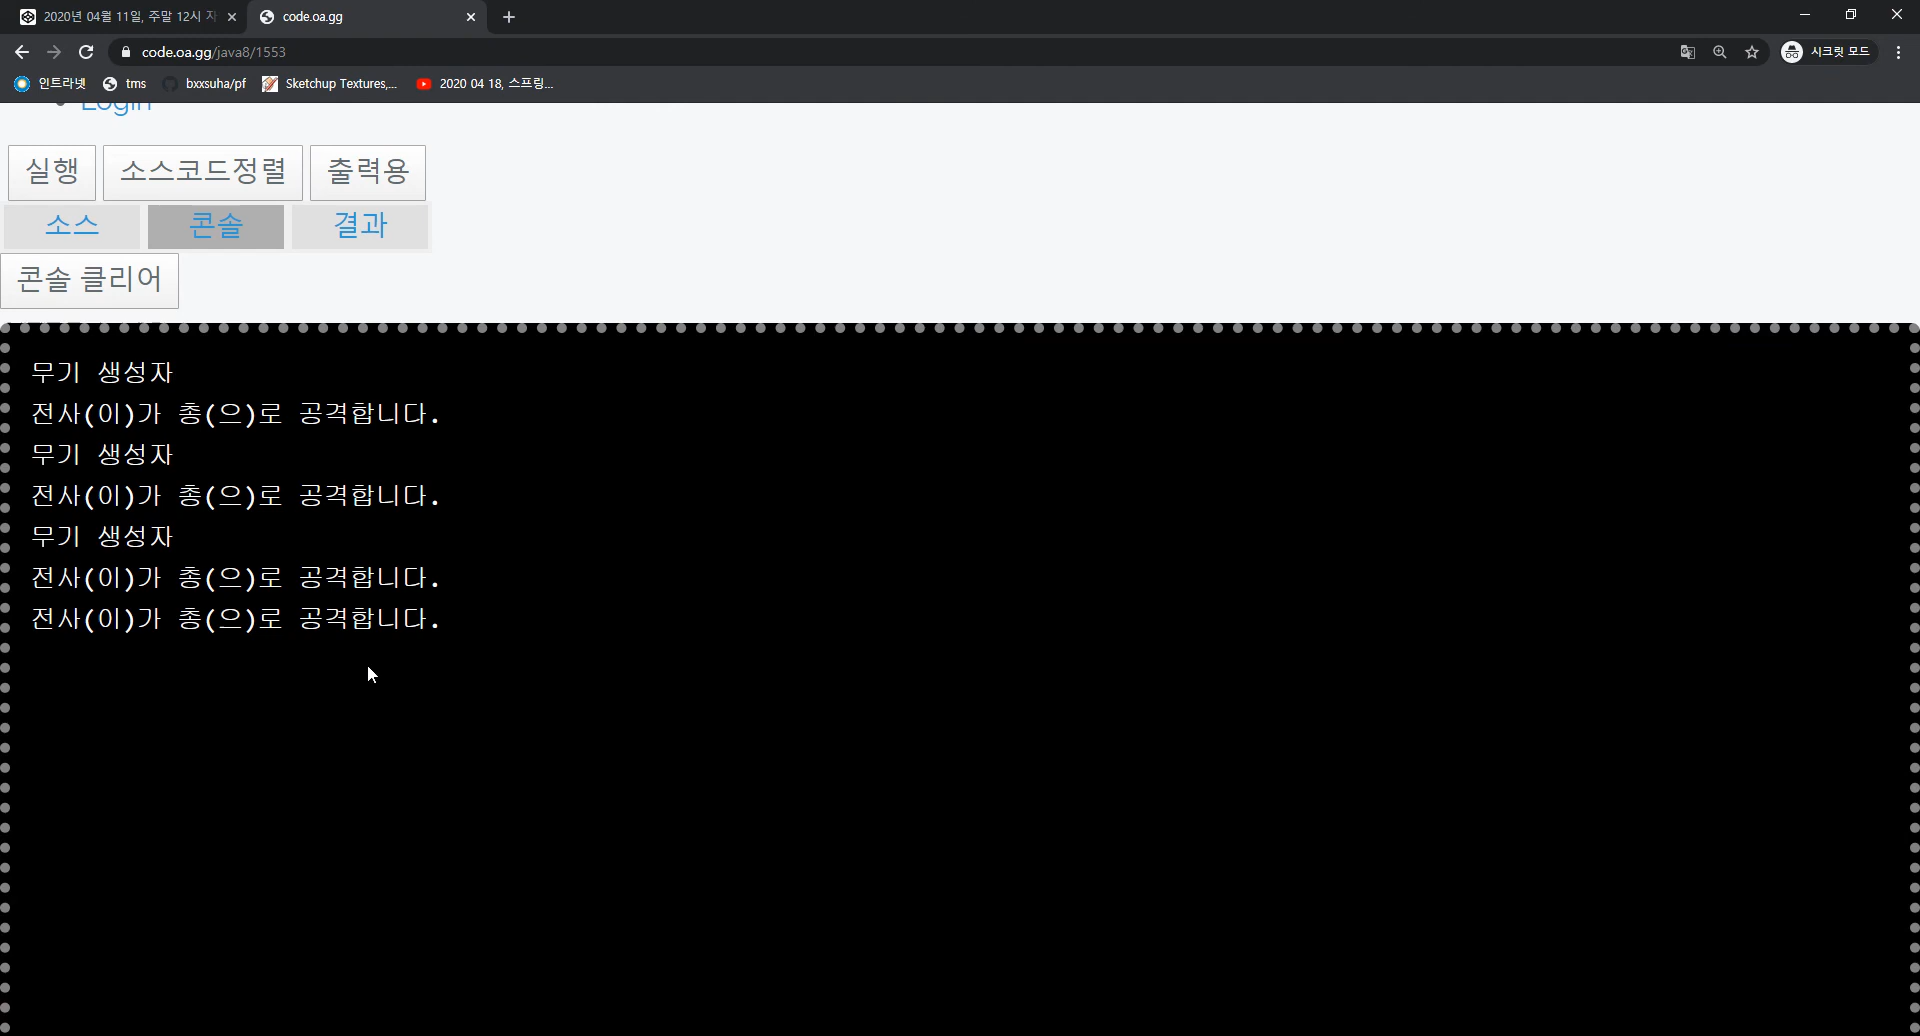 2020년 04월 11일, 주말 12시 자
code.oa.gg
code.oa.gg/java8/1553
시크릿 모드
인트라넷
tms
bxxsuha/pf
Sketchup Textures,...
2020 04 18, 스프링...
Login
실행
소스코드정렬
출력용
소스
콘솔
결과
콘솔 클리어
무기 생성자
전사(이)가 총(으)로 공격합니다.
무기 생성자
전사(이)가 총(으)로 공격합니다.
무기 생성자
전사(이)가 총(으)로 공격합니다.
전사(이)가 총(으)로 공격합니다.